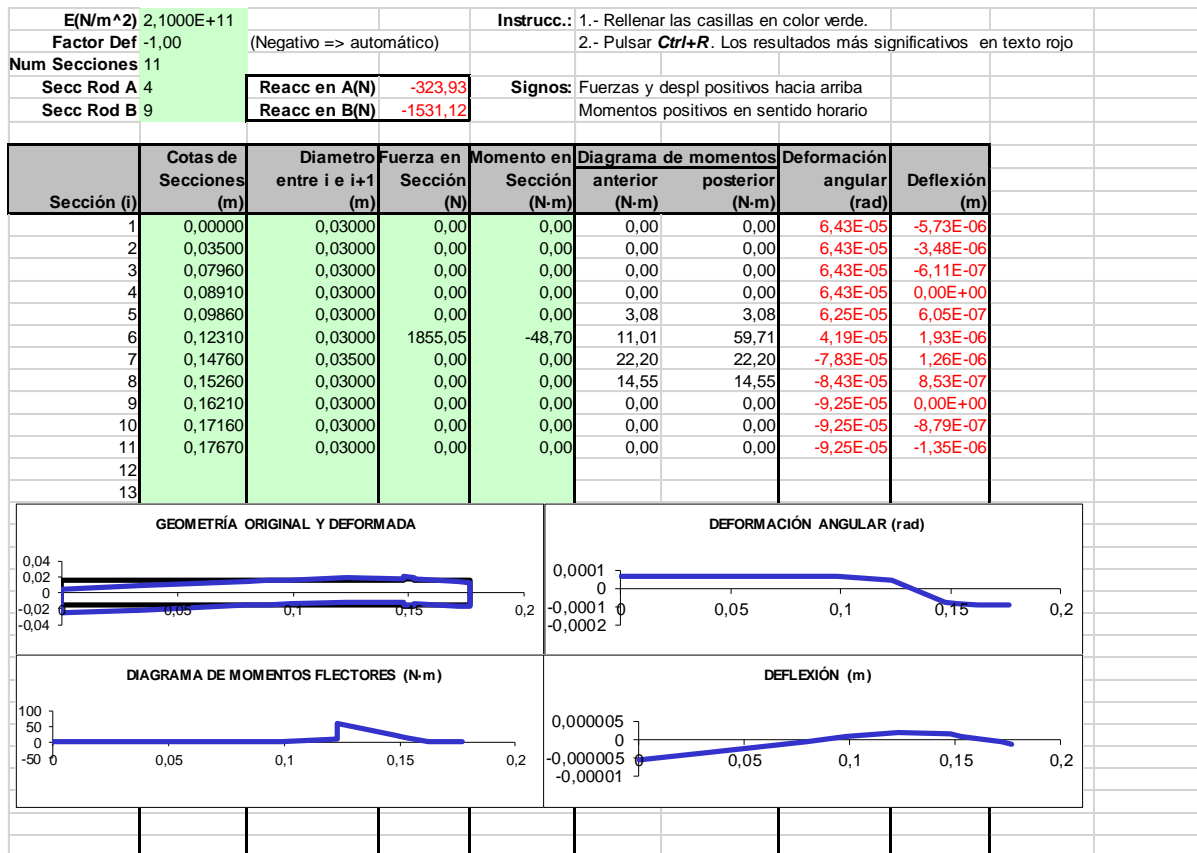 E(N/m^2) 2,1000E+11 Instrucc.: 1.- Rellenar las casillas en color verde.
Factor Def -1,00 (Negativo => automático) 2.- Pulsar Ctrl+R. Los resultados más significativos en texto rojo
Num Secciones 11
Secc Rod A 4 Reacc en A(N) -323,93 Signos: Fuerzas y despl positivos hacia arriba
Secc Rod B 9 Reacc en B(N) -1531,12 Momentos positivos en sentido horario
Cotas de Diametro Fuerza en Momento en Diagrama de momentos Deformación
Secciones entre i e i+1 Sección Sección anterior posterior angular Deflexión
Sección (i) (m) (m) (N) (N·m) (N·m) (N·m) (rad) (m)
1 0,00000 0,03000 0,00 0,00 0,00 0,00 6,43E-05 -5,73E-06
2 0,03500 0,03000 0,00 0,00 0,00 0,00 6,43E-05 -3,48E-06
3 0,07960 0,03000 0,00 0,00 0,00 0,00 6,43E-05 -6,11E-07
4 0,08910 0,03000 0,00 0,00 0,00 0,00 6,43E-05 0,00E+00
5 0,09860 0,03000 0,00 0,00 3,08 3,08 6,25E-05 6,05E-07
6 0,12310 0,03000 1855,05 -48,70 11,01 59,71 4,19E-05 1,93E-06
7 0,14760 0,03500 0,00 0,00 22,20 22,20 -7,83E-05 1,26E-06
8 0,15260 0,03000 0,00 0,00 14,55 14,55 -8,43E-05 8,53E-07
9 0,16210 0,03000 0,00 0,00 0,00 0,00 -9,25E-05 0,00E+00
10 0,17160 0,03000 0,00 0,00 0,00 0,00 -9,25E-05 -8,79E-07
11 0,17670 0,03000 0,00 0,00 0,00 0,00 -9,25E-05 -1,35E-06
12
13
GEOMETRÍA ORIGINAL Y DEFORMADA
0,04
0,02
0
-0,02
-0,04
0 0,05 0,1 0,15 0,2
DEFORMACIÓN ANGULAR (rad)
0,0001
0
-0,0001
-0,0002
0 0,05 0,1 0,15 0,2
DIAGRAMA DE MOMENTOS FLECTORES (N·m)
100
50
0
-50
0 0,05 0,1 0,15 0,2
DEFLEXIÓN (m)
0,000005
0
-0,000005
-0,00001
0 0,05 0,1 0,15 0,2